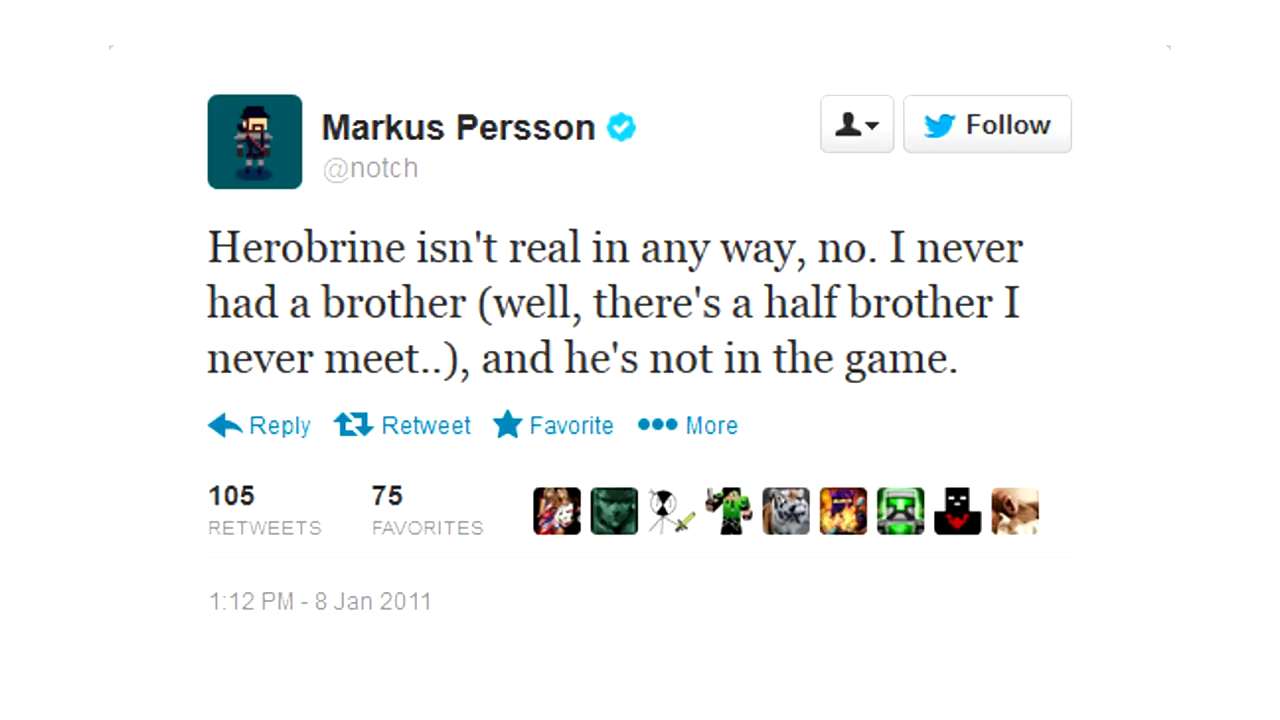 Markus Persson
@notch
Follow
Herobrine isn't real in any way, no. I never
had a brother (well, there's a half brother I
never meet..), and he's not in the game.
Reply Retweet Favorite More
105 75
RETWEETS FAVORITES
1:12 PM - 8 Jan 2011